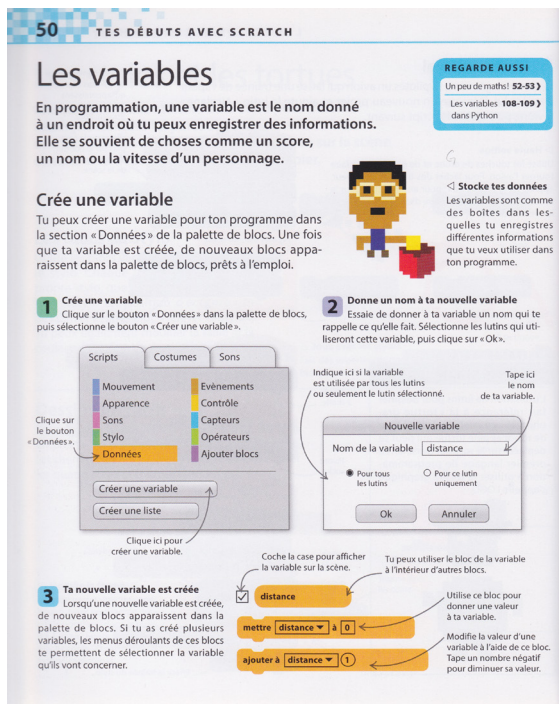 50 TES DÉBUTS AVEC SCRATCH
Les variables
En programmation, une variable est le nom donné
à un endroit où tu peux enregistrer des informations.
Elle se souvient de choses comme un score,
un nom ou la vitesse d'un personnage.
REGARDE AUSSI
Un peu de maths! 52-53 ❯
Les variables 108-109 ❯
dans Python
Crée une variable
Tu peux créer une variable pour ton programme dans
la section « Données » de la palette de blocs. Une fois
que ta variable est créée, de nouveaux blocs appa-
raissent dans la palette de blocs, prêts à l'emploi.
◁ Stocke tes données
Les variables sont comme
des boîtes dans les-
quelles tu enregistres
différentes informations
que tu veux utiliser dans
ton programme.
1 Crée une variable
Clique sur le bouton « Données » dans la palette de blocs,
puis sélectionne le bouton « Créer une variable ».
Scripts Costumes Sons
Mouvement Evènements
Apparence Contrôle
Sons Capteurs
Stylo Opérateurs
Données Ajouter blocs
Créer une variable
Créer une liste
Clique sur
le bouton
« Données ».
Clique ici pour
créer une variable.
2 Donne un nom à ta nouvelle variable
Essaie de donner à ta variable un nom qui te
rappelle ce qu'elle fait. Sélectionne les lutins qui uti-
liseront cette variable, puis clique sur « Ok ».
Indique ici si la variable
est utilisée par tous les lutins
ou seulement le lutin sélectionné.
Tape ici
le nom
de ta variable.
Nouvelle variable
Nom de la variable distance
Pour tous
les lutins
Pour ce lutin
uniquement
Ok Annuler
3 Ta nouvelle variable est créée
Lorsqu'une nouvelle variable est créée,
de nouveaux blocs apparaissent dans la
palette de blocs. Si tu as créé plusieurs
variables, les menus déroulants de ces blocs
te permettent de sélectionner la variable
qu'ils vont concerner.
Coche la case pour afficher
la variable sur la scène.
Tu peux utiliser le bloc de la variable
à l'intérieur d'autres blocs.
distance
mettre distance ▼ à 0
ajouter à distance ▼ 1
Utilise ce bloc pour
donner une valeur
à ta variable.
Modifie la valeur d'une
variable à l'aide de ce bloc.
Tape un nombre négatif
pour diminuer sa valeur.